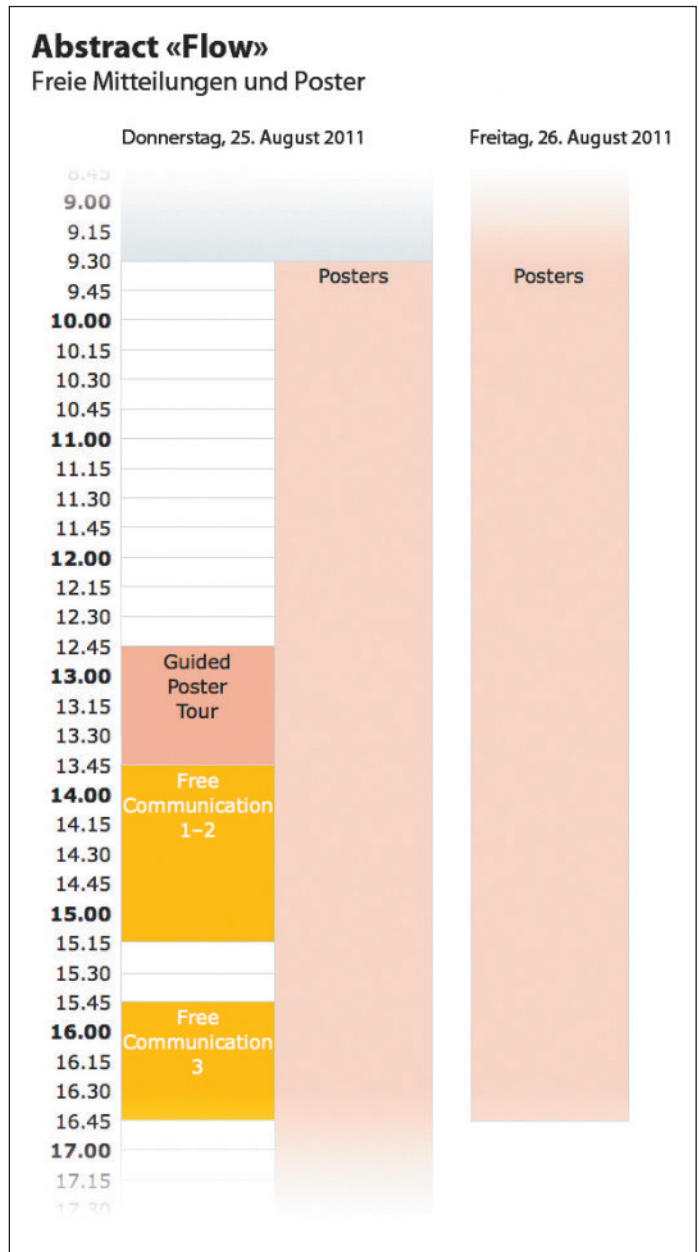 Abstract «Flow»
Freie Mitteilungen und Poster
Donnerstag, 25. August 2011
Freitag, 26. August 2011
8.45
9.00
9.15
9.30
Posters
Posters
9.45
10.00
10.15
10.30
10.45
11.00
11.15
11.30
11.45
12.00
12.15
12.30
12.45
Guided
13.00
Poster
13.15
Tour
13.30
13.45
Free
14.00
Communication
14.15
1–2
14.30
14.45
15.00
15.15
15.30
15.45
Free
16.00
Communication
16.15
3
16.30
16.45
17.00
17.15
17.30